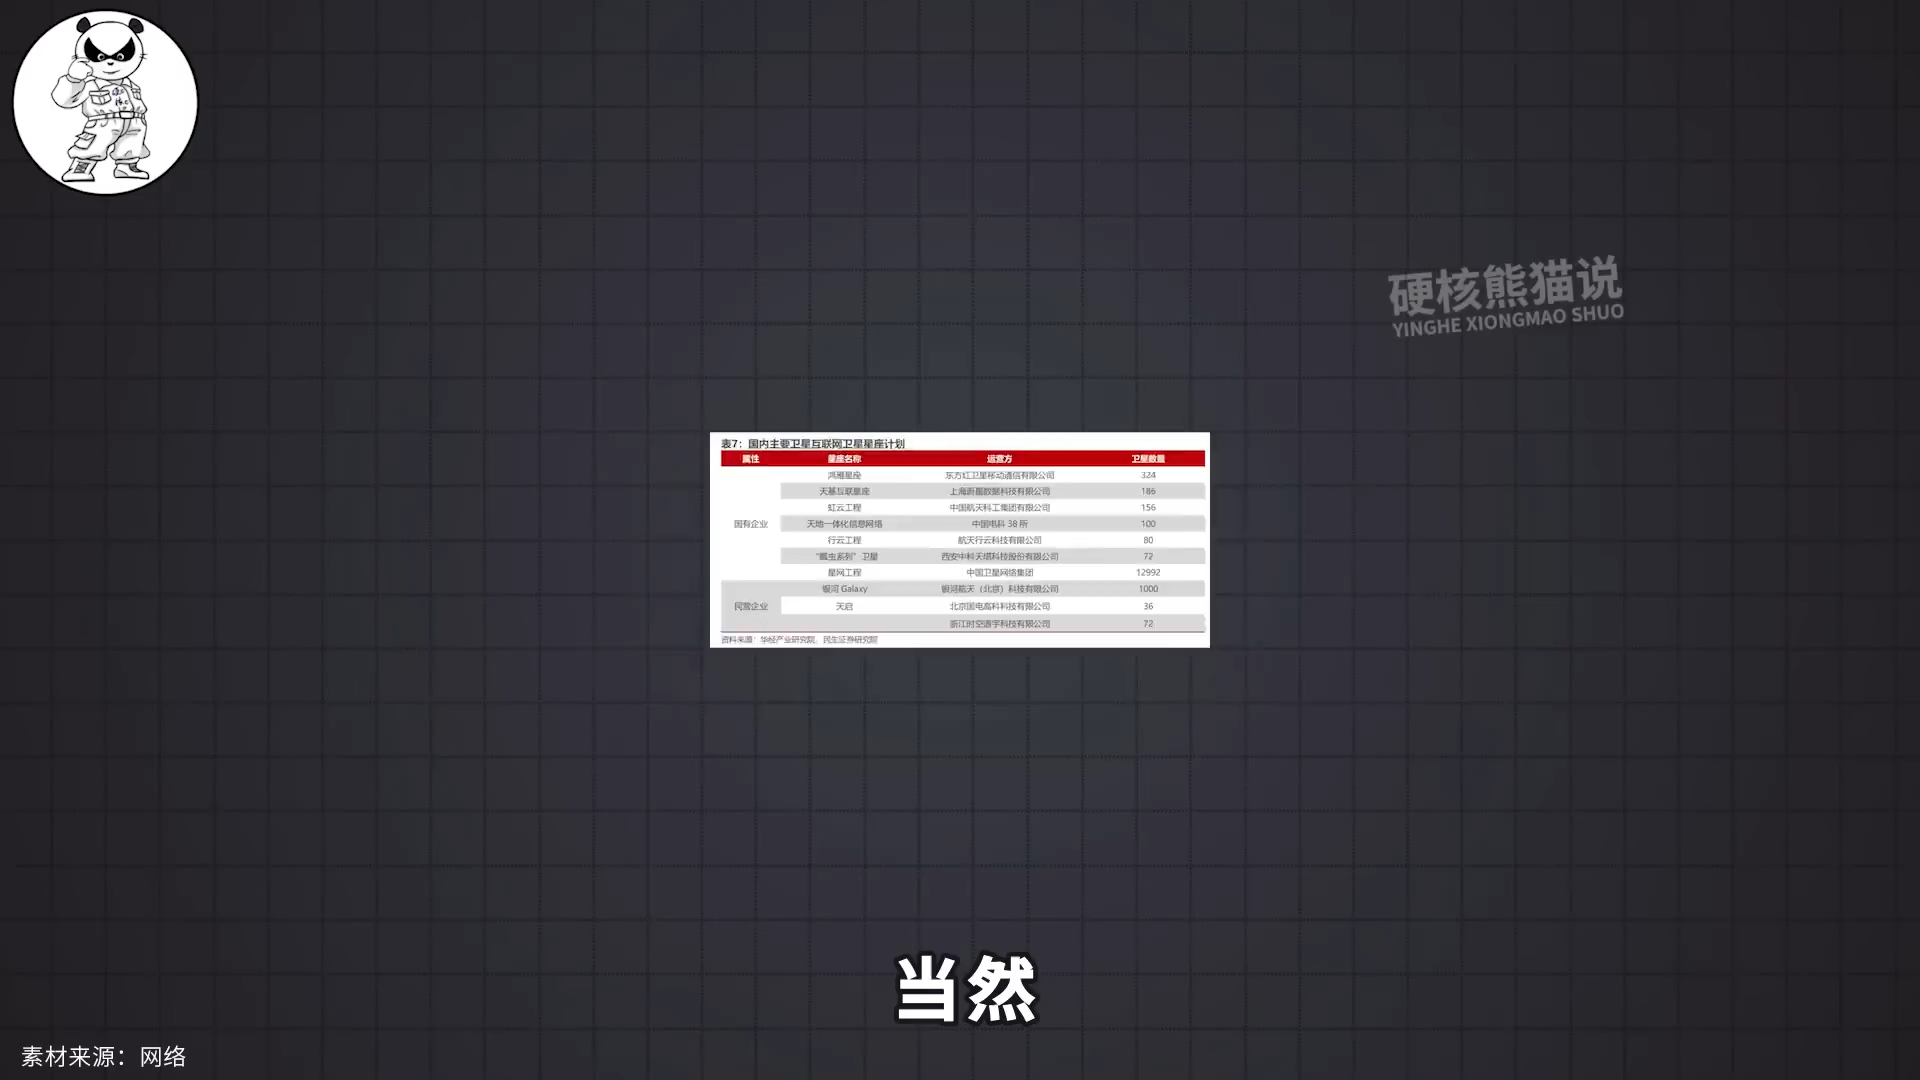 硬核熊猫说
YINGHE XIONGMAO SHUO
表7：国内主要卫星互联网卫星星座计划
属性 星座名称 运营方 卫星数量
鸿雁星座 东方红卫星移动通信有限公司 324
天基互联星座 上海蔚星数据科技有限公司 186
虹云工程 中国航天科工集团有限公司 156
国有企业 天地一体化信息网络 中国电科 38 所 100
行云工程 航天行云科技有限公司 80
“瓢虫系列”卫星 西安中科天塔科技股份有限公司 72
星网工程 中国卫星网络集团 12992
银河 Galaxy 银河航天（北京）科技有限公司 1000
民营企业 天启 北京国电高科科技有限公司 36
浙江时空道宇科技有限公司 72
资料来源：华经产业研究院，民生证券研究院
当然
素材来源：网络